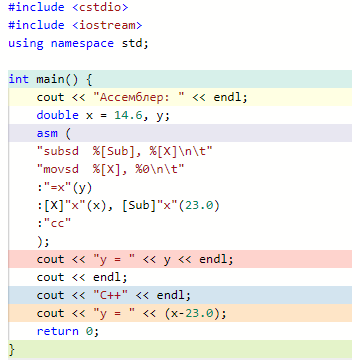 #include <cstdio>
#include <iostream>
using namespace std;

int main() {
    cout << "Ассемблер: " << endl;
    double x = 14.6, y;
    asm (
    "subsd  %[Sub], %[X]\n\t"
    "movsd  %[X], %0\n\t"
    :"=x"(y)
    :[X]"x"(x), [Sub]"x"(23.0)
    :"cc"
    );
    cout << "y = " << y << endl;
    cout << endl;
    cout << "C++" << endl;
    cout << "y = " << (x-23.0);
    return 0;
}